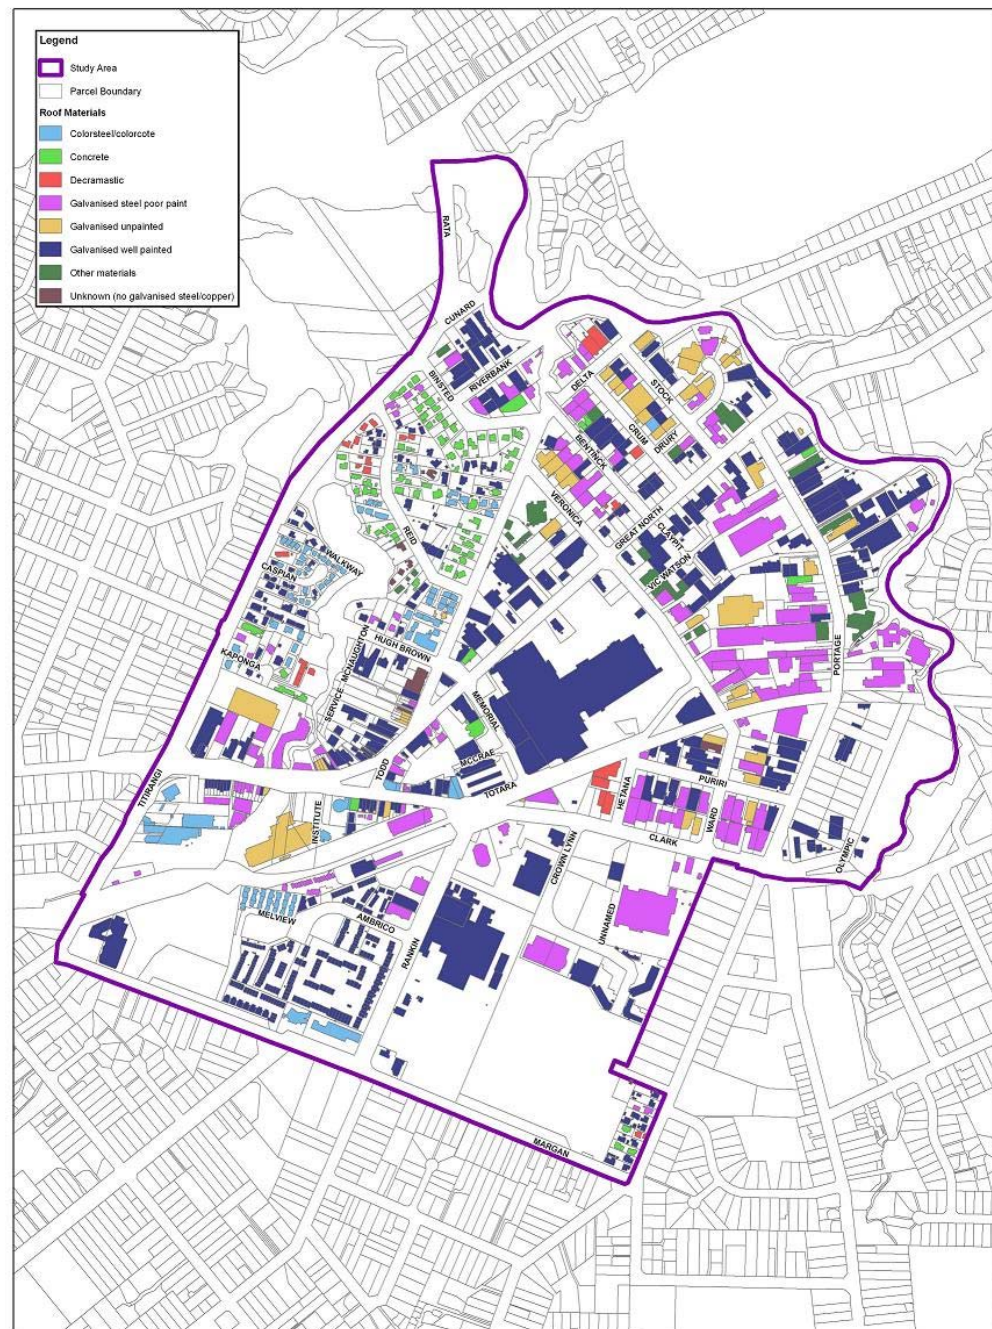 Legend
Study Area
Parcel Boundary
Roof Materials
Colorsteel/colorcote
Concrete
Decramastic
Galvanised steel poor paint
Galvanised unpainted
Galvanised well painted
Other materials
Unknown (no galvanised steel/copper)
RATA
CUNARD
BINSTED
RIVERBANK
DELTA
STOCK
CRUM
DRURY
BENTINCK
VERONICA
GREAT NORTH
CLAYPIT
VIC WATSON
REID
WALKWAY
CASPIAN
HUGH BROWN
MCNAUGHTON
KAPONGA
SERVICE
PORTAGE
MEMORIAL
MCCRAE
TODD
TOTARA
TITIRANGI
INSTITUTE
HETANA
PURIRI
WARD
CLARK
OLYMPIC
CROWN LYNN
UNNAMED
MELVIEW
AMBRICO
RANKIN
MARGAN